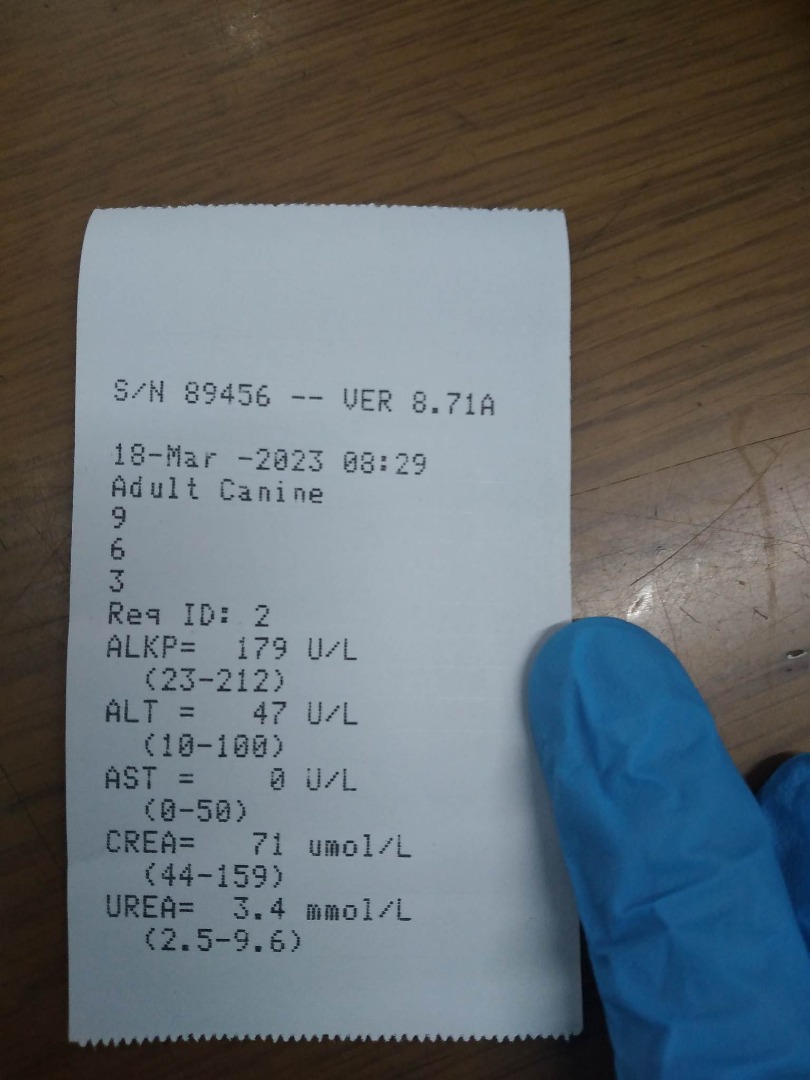 S/N 89456 -- VER 8.71A
18-Mar -2023 08:29
Adult Canine
9
6
3
Req ID: 2
ALKP= 179 U/L
(23-212)
ALT = 47 U/L
(10-100)
AST = 0 U/L
(0-50)
CREA= 71 umol/L
(44-159)
UREA= 3.4 mmol/L
(2.5-9.6)